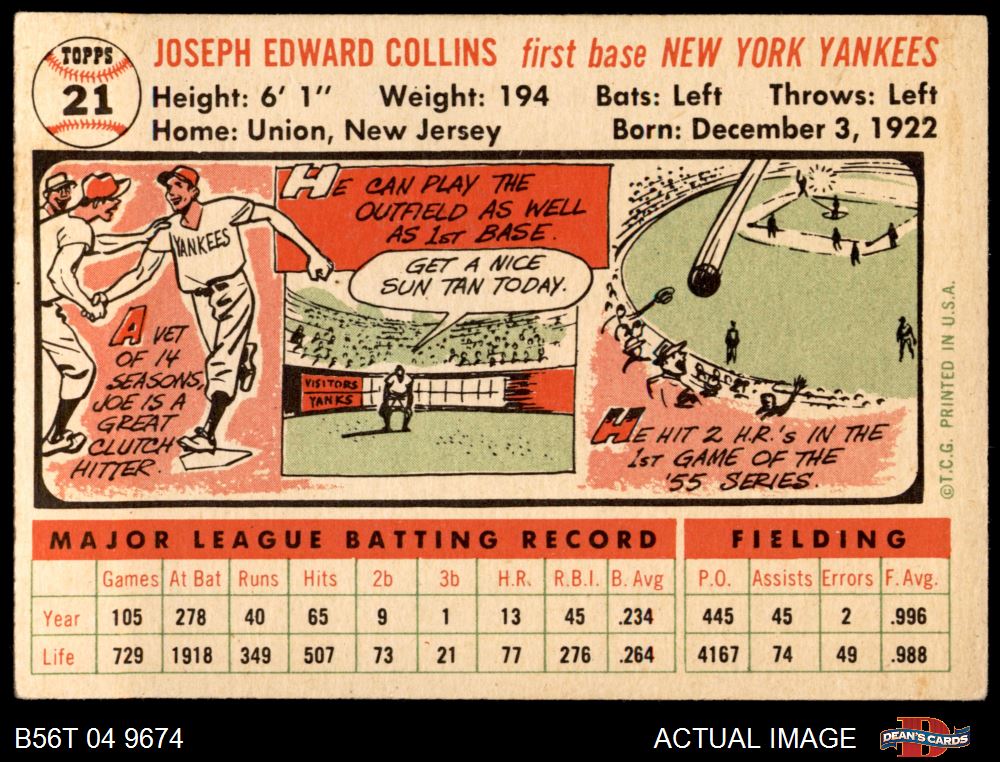 TOPPS
21
JOSEPH EDWARD COLLINS first base NEW YORK YANKEES
Height: 6' 1" Weight: 194 Bats: Left Throws: Left
Home: Union, New Jersey Born: December 3, 1922
YANKEES
A VET
OF 14
SEASONS,
JOE IS A
GREAT
CLUTCH
HITTER.
HE CAN PLAY THE
OUTFIELD AS WELL
AS 1ST BASE.
GET A NICE
SUN TAN TODAY.
VISITORS
YANKS
HE HIT 2 H.R.'s IN THE
1ST GAME OF THE
'55 SERIES.
©T.C.G. PRINTED IN U.S.A.
MAJOR LEAGUE BATTING RECORD FIELDING
Games At Bat Runs Hits 2b 3b H.R. R.B.I. B. Avg P.O. Assists Errors F. Avg.
Year 105 278 40 65 9 1 13 45 .234 445 45 2 .996
Life 729 1918 349 507 73 21 77 276 .264 4167 74 49 .988
B56T 04 9674 ACTUAL IMAGE DEAN'S CARDS